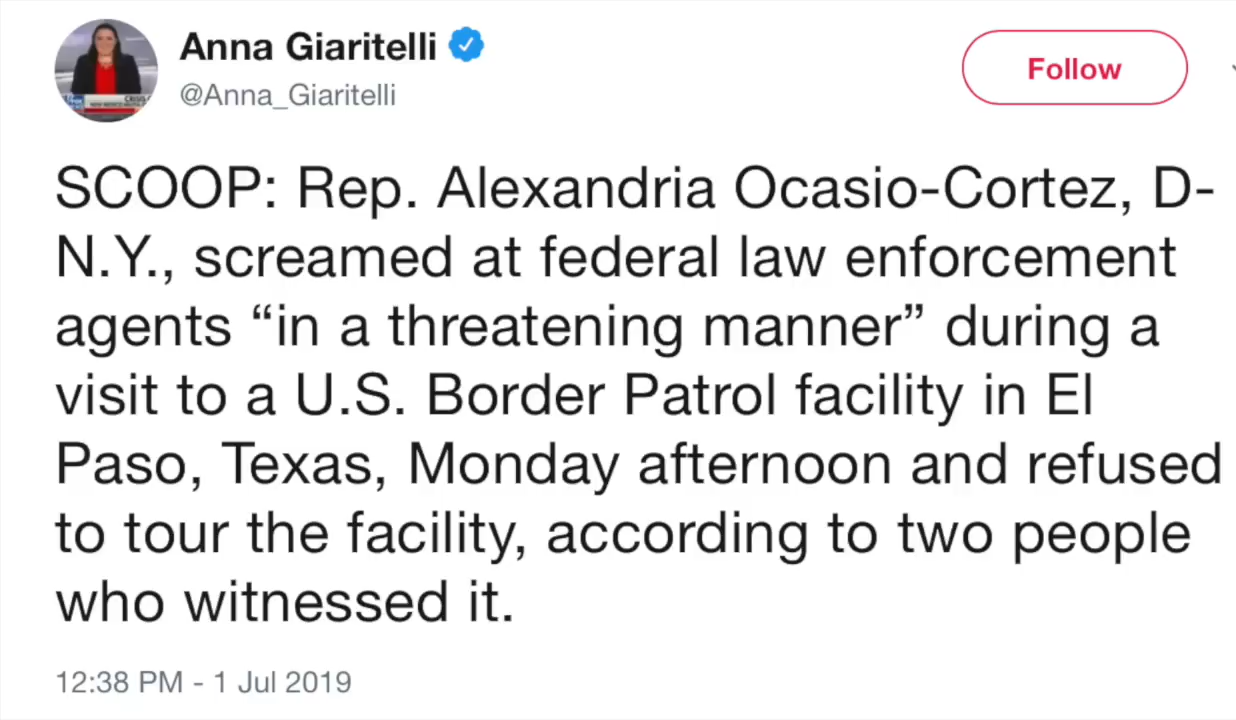 Anna Giaritelli
@Anna_Giaritelli
Follow
SCOOP: Rep. Alexandria Ocasio-Cortez, D-
N.Y., screamed at federal law enforcement
agents “in a threatening manner” during a
visit to a U.S. Border Patrol facility in El
Paso, Texas, Monday afternoon and refused
to tour the facility, according to two people
who witnessed it.
12:38 PM - 1 Jul 2019